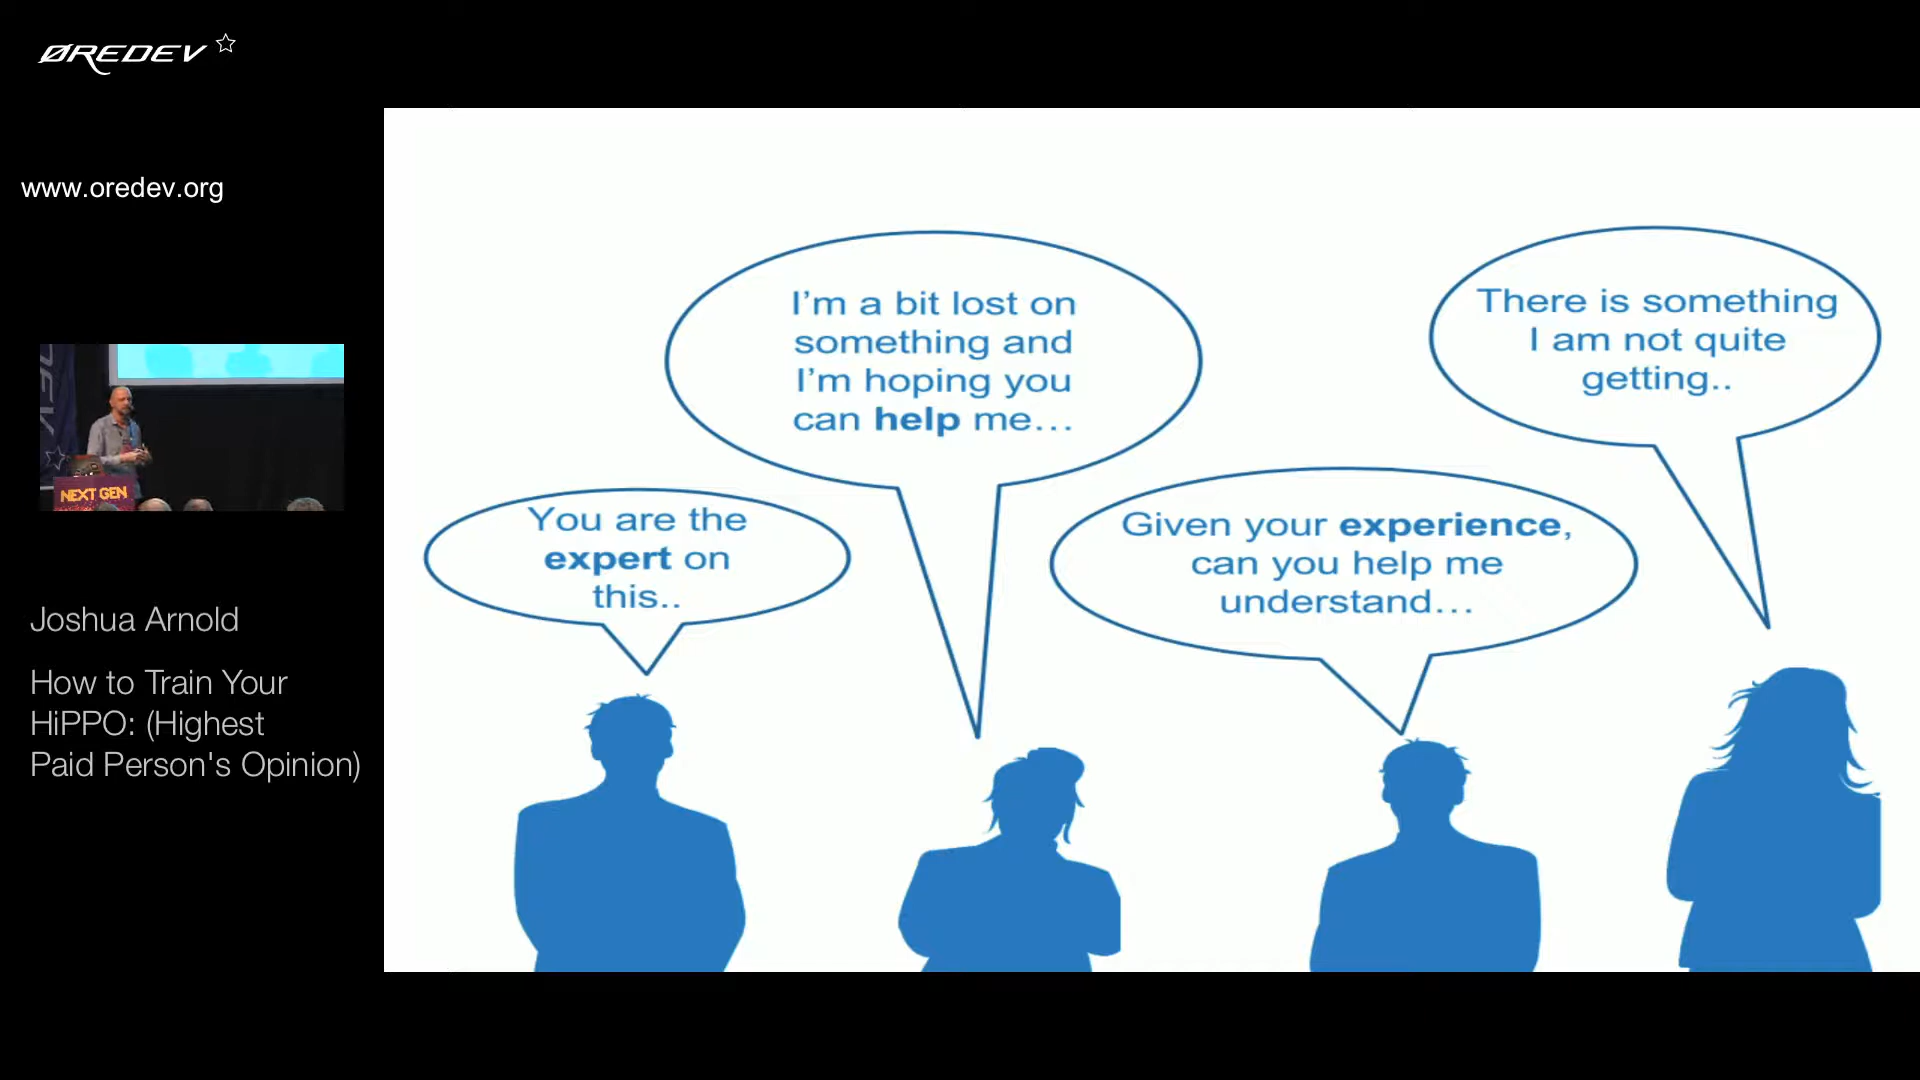 ØREDEV
www.oredev.org
NEXT GEN
Joshua Arnold
How to Train Your
HiPPO: (Highest
Paid Person's Opinion)
You are the
expert on
this..
I’m a bit lost on
something and
I’m hoping you
can help me…
Given your experience,
can you help me
understand…
There is something
I am not quite
getting..